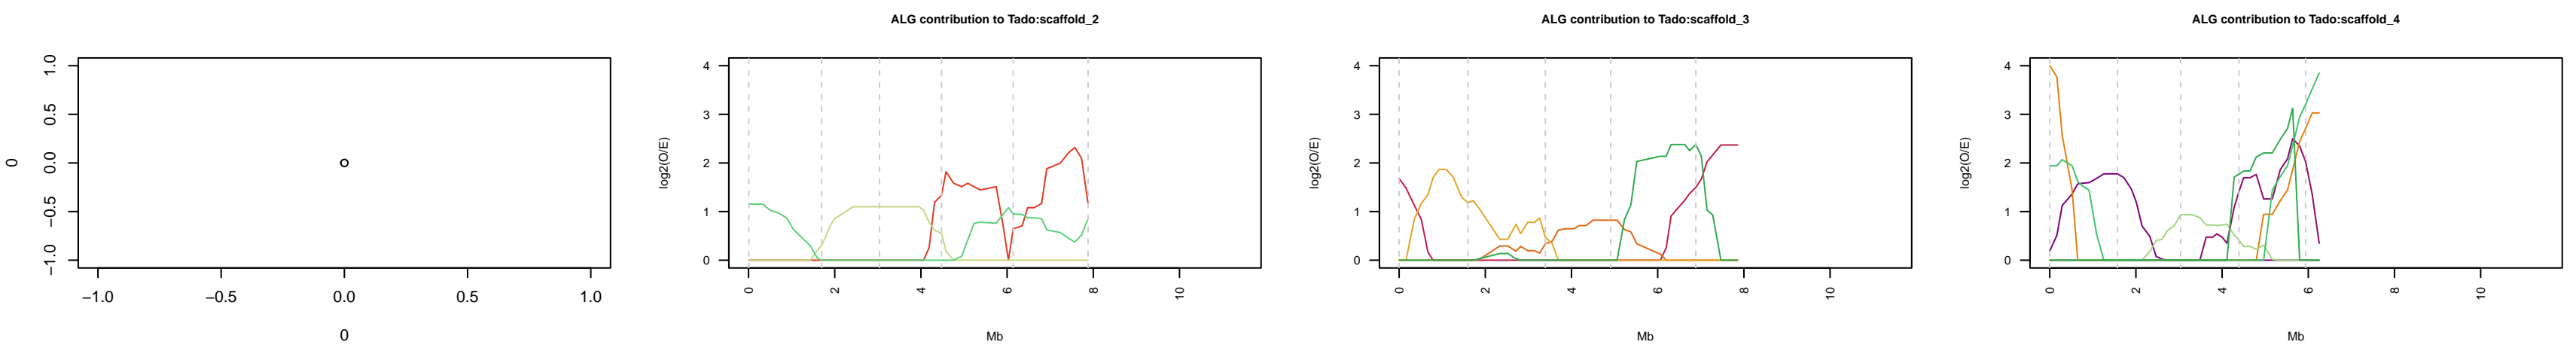 0
−1.0 −0.5 0.0 0.5 1.0
−1.0 −0.5 0.0 0.5 1.0
0
ALG contribution to Tado:scaffold_2
log2(O/E)
0 1 2 3 4
0 2 4 6 8 10
Mb
ALG contribution to Tado:scaffold_3
log2(O/E)
0 1 2 3 4
0 2 4 6 8 10
Mb
ALG contribution to Tado:scaffold_4
log2(O/E)
0 1 2 3 4
0 2 4 6 8 10
Mb